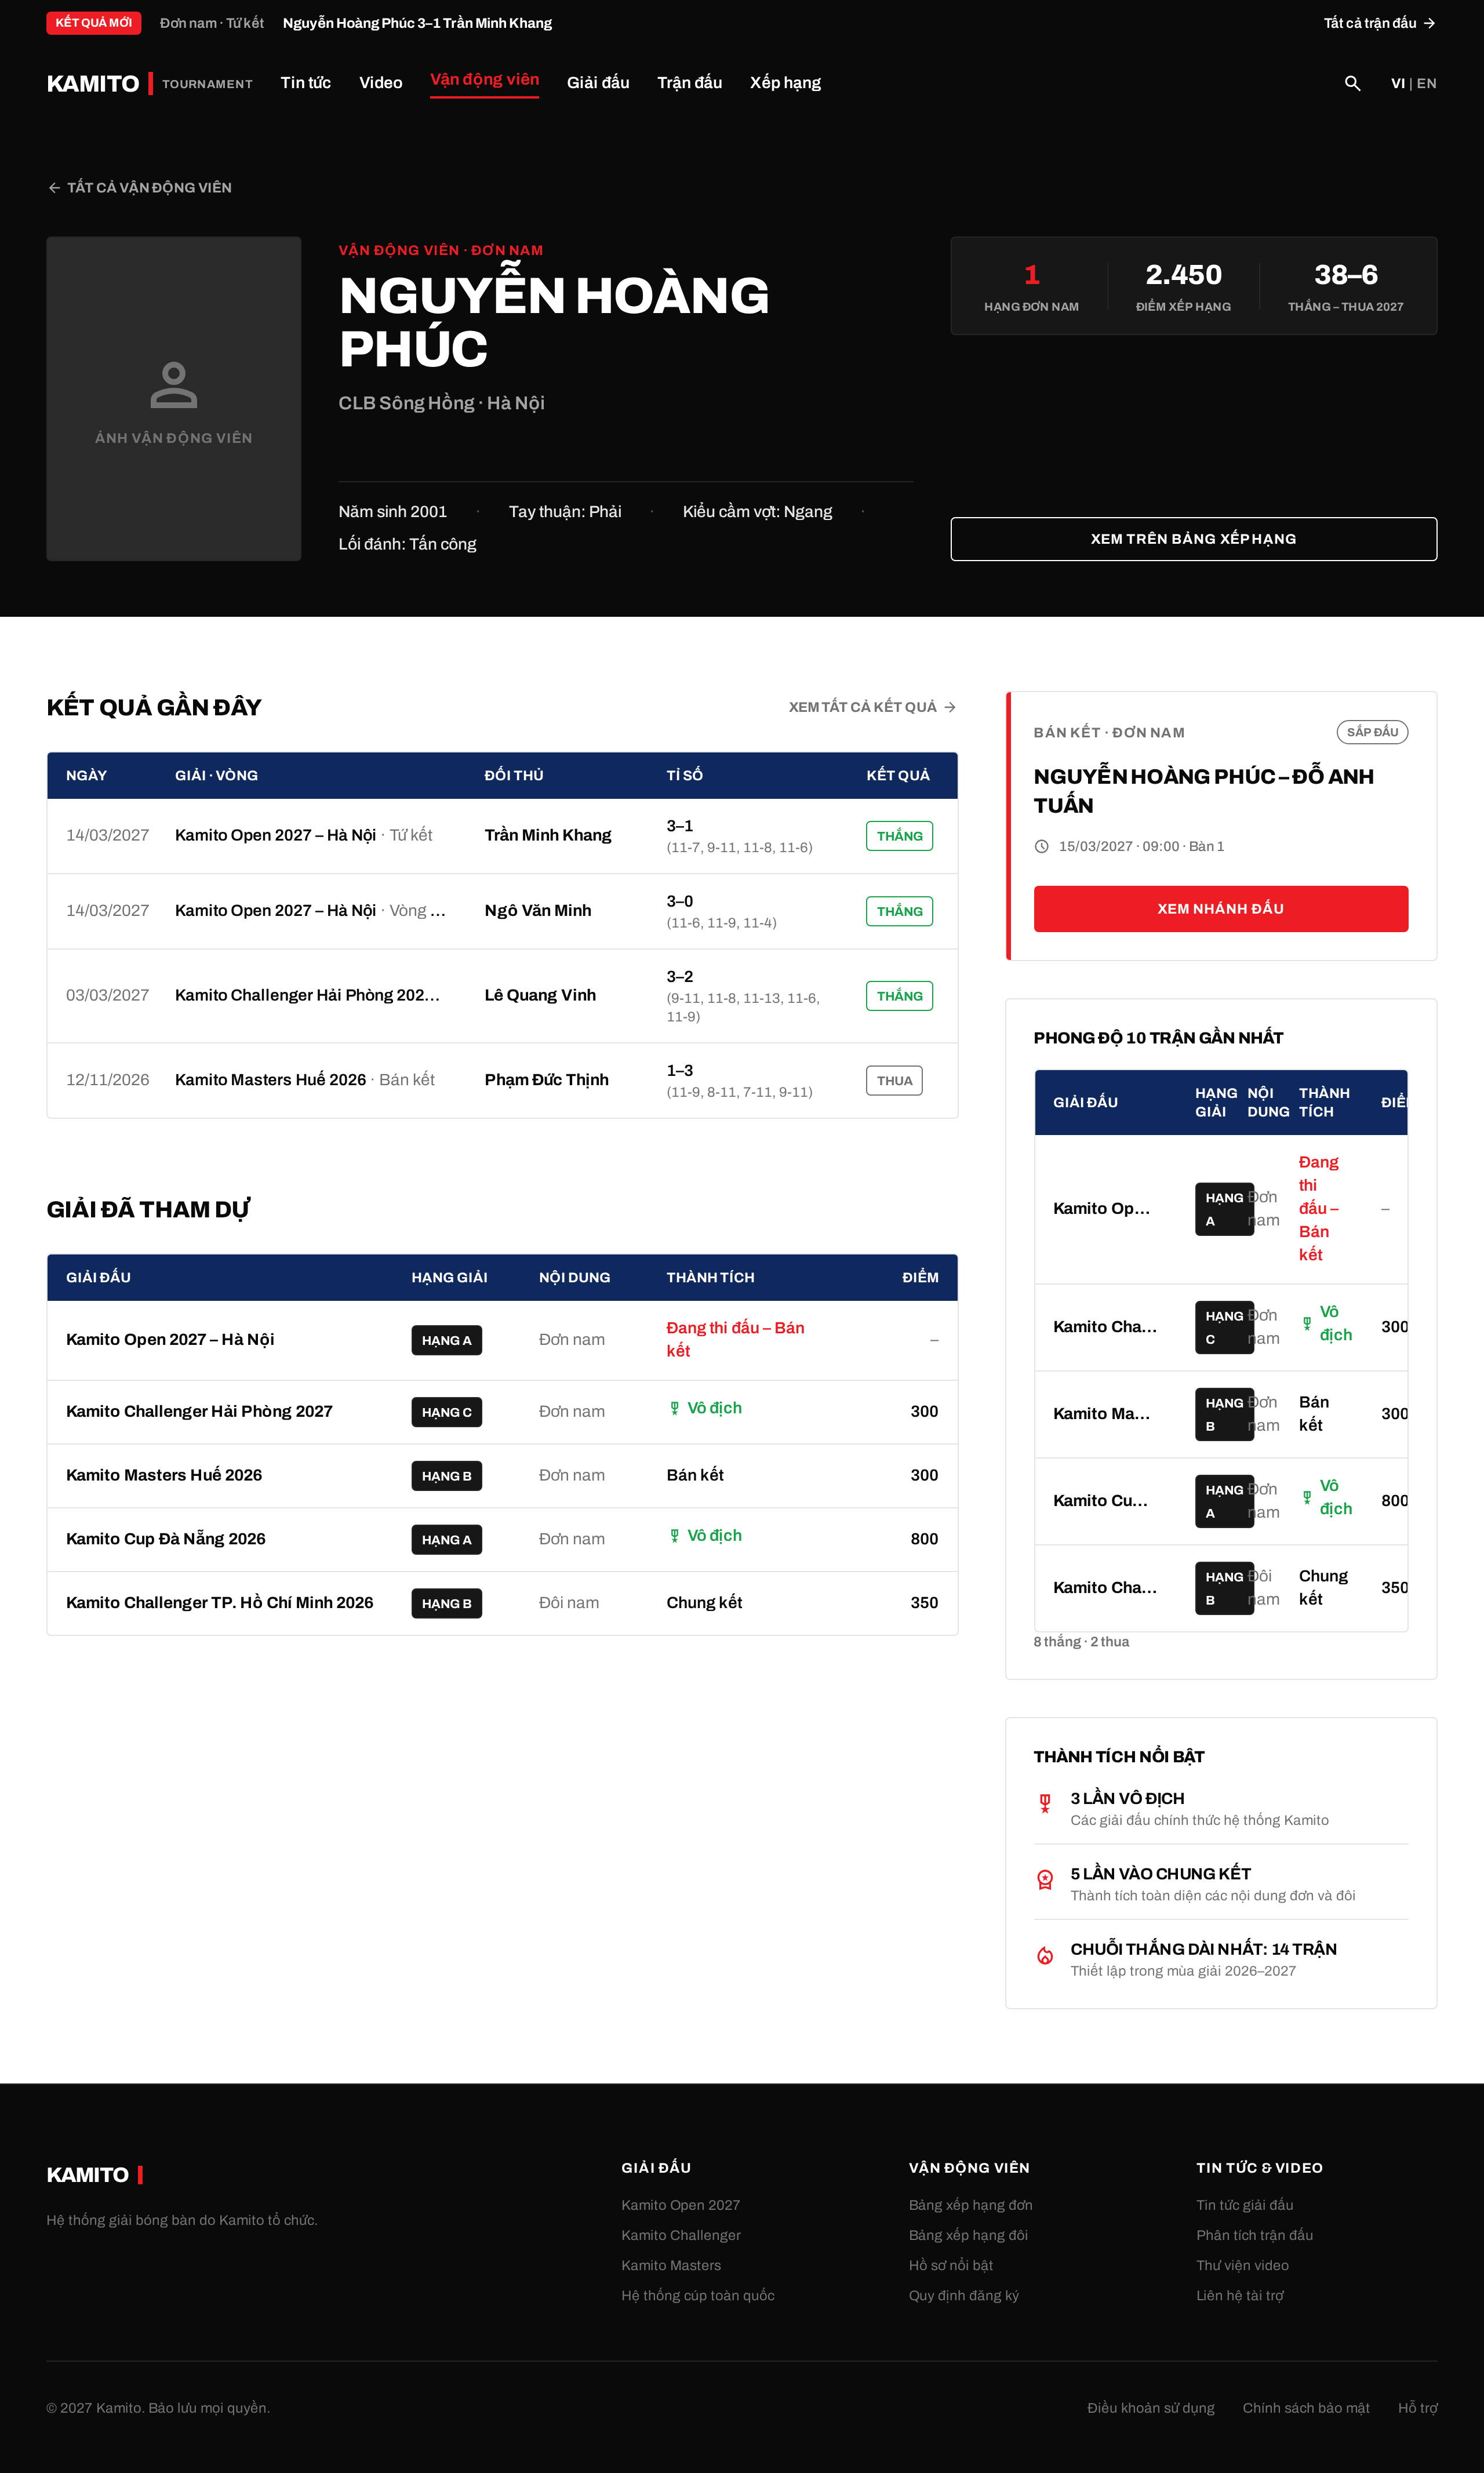 KẾT QUẢ MỚI Đơn nam · Tứ kết Nguyễn Hoàng Phúc 3–1 Trần Minh Khang Tất cả trận đấu →
KAMITO TOURNAMENT Tin tức Video Vận động viên Giải đấu Trận đấu Xếp hạng VI | EN
← TẤT CẢ VẬN ĐỘNG VIÊN
ẢNH VẬN ĐỘNG VIÊN
VẬN ĐỘNG VIÊN · ĐƠN NAM
NGUYỄN HOÀNG
PHÚC
CLB Sông Hồng · Hà Nội
Năm sinh 2001 · Tay thuận: Phải · Kiểu cầm vợt: Ngang ·
Lối đánh: Tấn công
1 2.450 38–6
HẠNG ĐƠN NAM ĐIỂM XẾP HẠNG THẮNG – THUA 2027
XEM TRÊN BẢNG XẾP HẠNG
KẾT QUẢ GẦN ĐÂY XEM TẤT CẢ KẾT QUẢ →
NGÀY GIẢI · VÒNG ĐỐI THỦ TỈ SỐ KẾT QUẢ
14/03/2027 Kamito Open 2027 – Hà Nội · Tứ kết Trần Minh Khang 3–1 THẮNG
(11-7, 9-11, 11-8, 11-6)
14/03/2027 Kamito Open 2027 – Hà Nội · Vòng ... Ngô Văn Minh 3–0 THẮNG
(11-6, 11-9, 11-4)
03/03/2027 Kamito Challenger Hải Phòng 202... Lê Quang Vinh 3–2 THẮNG
(9-11, 11-8, 11-13, 11-6,
11-9)
12/11/2026 Kamito Masters Huế 2026 · Bán kết Phạm Đức Thịnh 1–3 THUA
(11-9, 8-11, 7-11, 9-11)
GIẢI ĐÃ THAM DỰ
GIẢI ĐẤU HẠNG GIẢI NỘI DUNG THÀNH TÍCH ĐIỂM
Kamito Open 2027 – Hà Nội HẠNG A Đơn nam Đang thi đấu – Bán
kết –
Kamito Challenger Hải Phòng 2027 HẠNG C Đơn nam Vô địch 300
Kamito Masters Huế 2026 HẠNG B Đơn nam Bán kết 300
Kamito Cup Đà Nẵng 2026 HẠNG A Đơn nam Vô địch 800
Kamito Challenger TP. Hồ Chí Minh 2026 HẠNG B Đôi nam Chung kết 350
BÁN KẾT · ĐƠN NAM SẮP ĐẤU
NGUYỄN HOÀNG PHÚC – ĐỖ ANH
TUẤN
15/03/2027 · 09:00 · Bàn 1
XEM NHÁNH ĐẤU
PHONG ĐỘ 10 TRẬN GẦN NHẤT
GIẢI ĐẤU HẠNG NỘI THÀNH ĐIỂ
GIẢI DUNG TÍCH
Kamito Op... HẠNG Đơn Đang
A nam thi
đấu –
Bán
kết –
Kamito Cha... HẠNG Đơn Vô 300
C nam địch
Kamito Ma... HẠNG Đơn Bán 300
B nam kết
Kamito Cu... HẠNG Đơn Vô 800
A nam địch
Kamito Cha... HẠNG Đôi Chung 350
B nam kết
8 thắng · 2 thua
THÀNH TÍCH NỔI BẬT
3 LẦN VÔ ĐỊCH
Các giải đấu chính thức hệ thống Kamito
5 LẦN VÀO CHUNG KẾT
Thành tích toàn diện các nội dung đơn và đôi
CHUỖI THẮNG DÀI NHẤT: 14 TRẬN
Thiết lập trong mùa giải 2026–2027
KAMITO
Hệ thống giải bóng bàn do Kamito tổ chức.
GIẢI ĐẤU
Kamito Open 2027
Kamito Challenger
Kamito Masters
Hệ thống cúp toàn quốc
VẬN ĐỘNG VIÊN
Bảng xếp hạng đơn
Bảng xếp hạng đôi
Hồ sơ nổi bật
Quy định đăng ký
TIN TỨC & VIDEO
Tin tức giải đấu
Phân tích trận đấu
Thư viện video
Liên hệ tài trợ
© 2027 Kamito. Bảo lưu mọi quyền. Điều khoản sử dụng Chính sách bảo mật Hỗ trợ